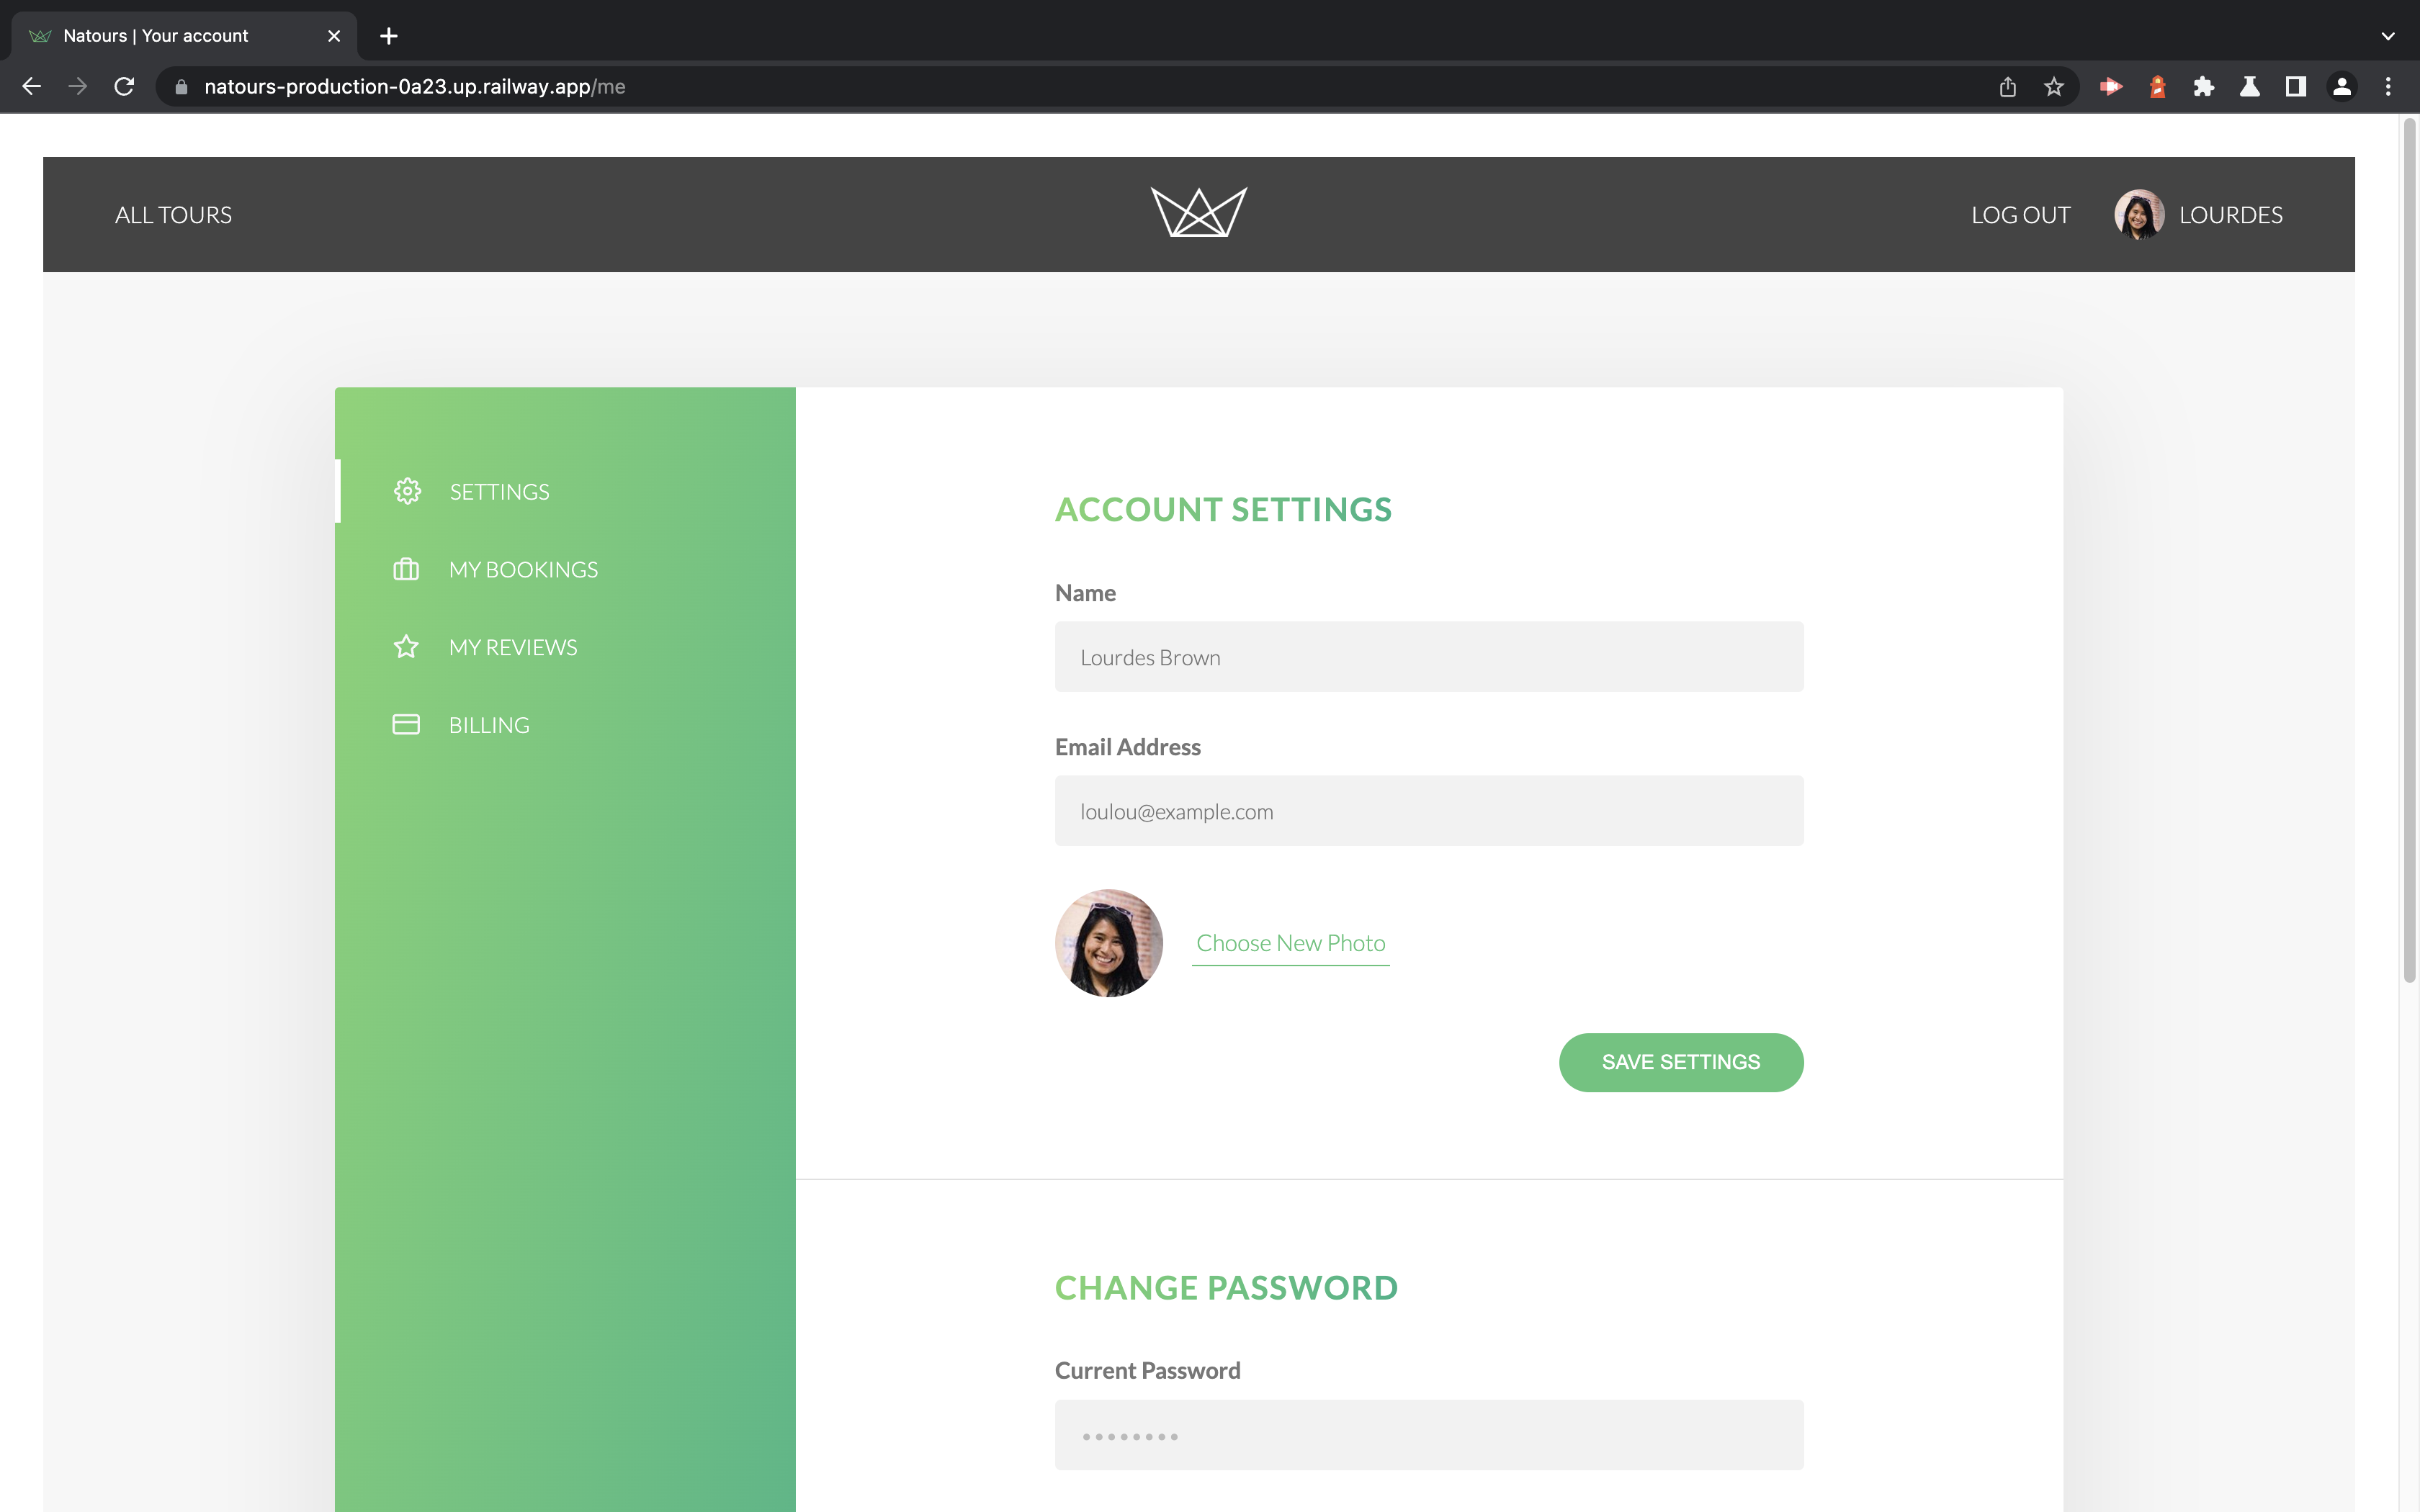 Natours | Your account
natours-production-0a23.up.railway.app/me
ALL TOURS
LOG OUT
LOURDES
SETTINGS
MY BOOKINGS
MY REVIEWS
BILLING
ACCOUNT SETTINGS
Name
Lourdes Brown
Email Address
loulou@example.com
Choose New Photo
SAVE SETTINGS
CHANGE PASSWORD
Current Password
••••••••